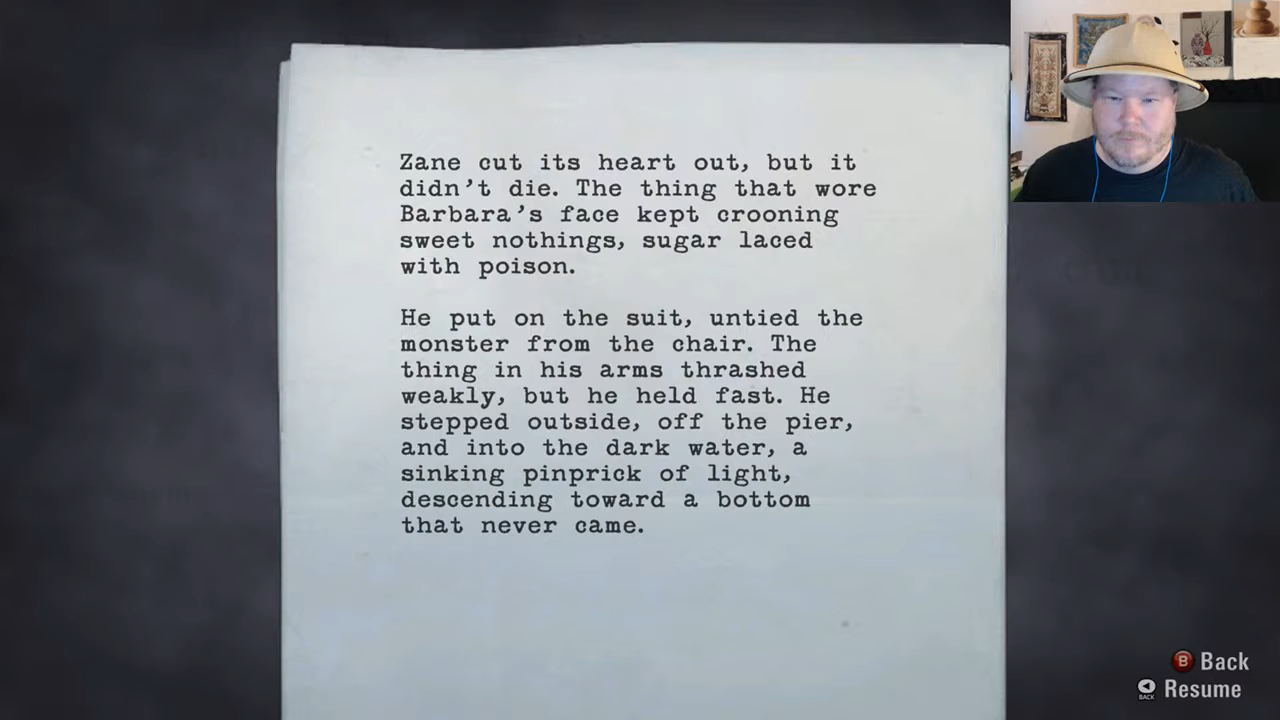 Zane cut its heart out, but it
didn't die. The thing that wore
Barbara's face kept crooning
sweet nothings, sugar laced
with poison.
He put on the suit, untied the
monster from the chair. The
thing in his arms thrashed
weakly, but he held fast. He
stepped outside, off the pier,
and into the dark water, a
sinking pinprick of light,
descending toward a bottom
that never came.
B Back
BACK Resume